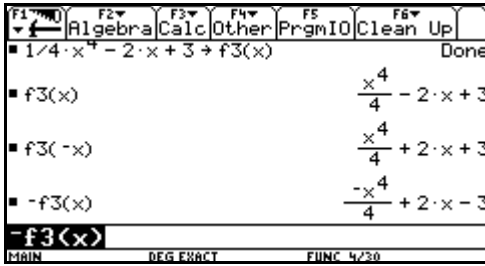 F1 F2 Algebra F3 Calc F4 Other F5 PrgmIO F6 Clean Up
▪ 1/4·x^4 - 2·x + 3 → f3(x) Done
▪ f3(x) x^4/4 - 2·x + 3
▪ f3(-x) x^4/4 + 2·x + 3
▪ -f3(x) -x^4/4 + 2·x - 3
-f3(x)
MAIN DEG EXACT FUNC 4/30